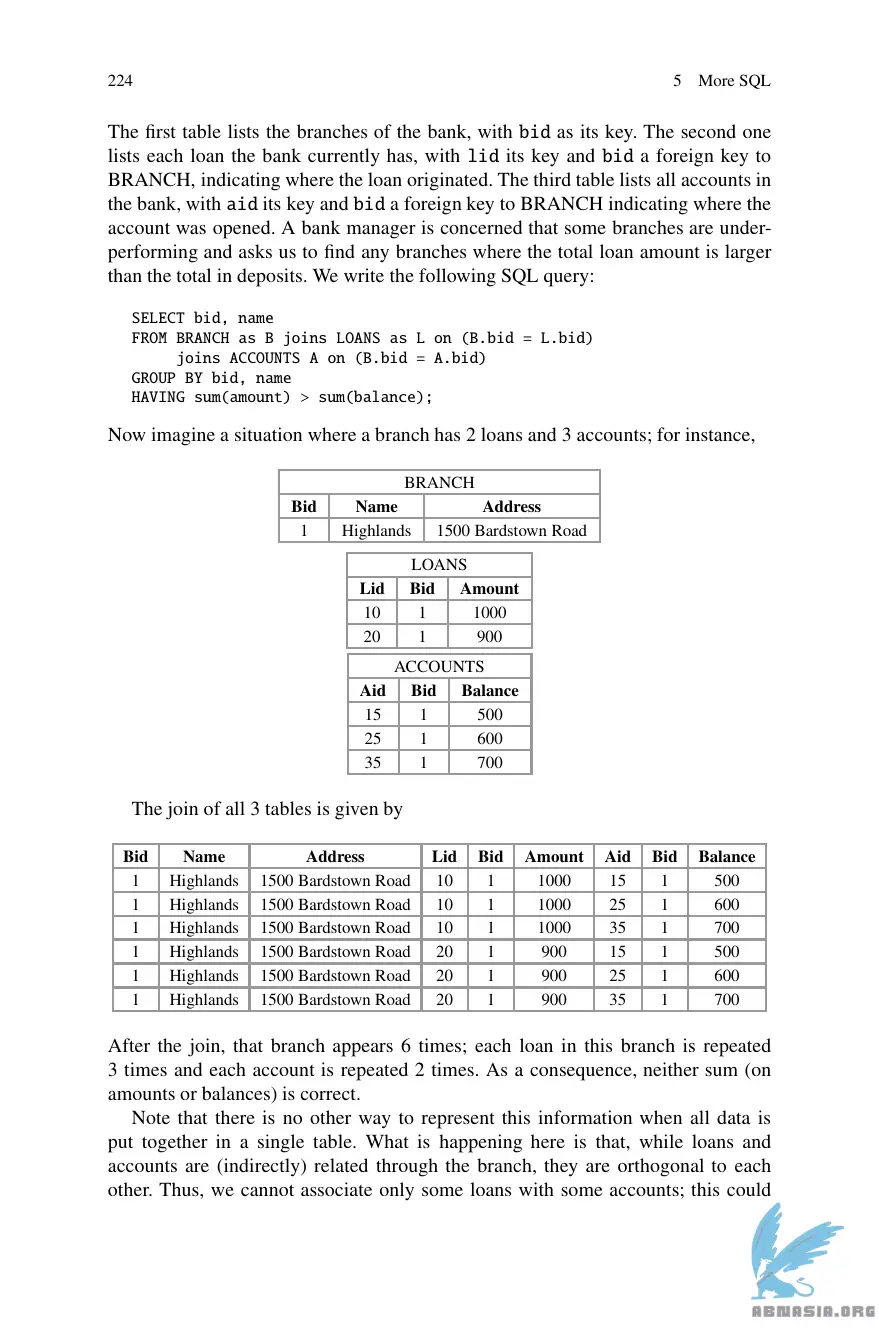 224 5 More SQL
The first table lists the branches of the bank, with bid as its key. The second one
lists each loan the bank currently has, with lid its key and bid a foreign key to
BRANCH, indicating where the loan originated. The third table lists all accounts in
the bank, with aid its key and bid a foreign key to BRANCH indicating where the
account was opened. A bank manager is concerned that some branches are under-
performing and asks us to find any branches where the total loan amount is larger
than the total in deposits. We write the following SQL query:
SELECT bid, name
FROM BRANCH as B joins LOANS as L on (B.bid = L.bid)
joins ACCOUNTS A on (B.bid = A.bid)
GROUP BY bid, name
HAVING sum(amount) > sum(balance);
Now imagine a situation where a branch has 2 loans and 3 accounts; for instance,
BRANCH
Bid Name Address
1 Highlands 1500 Bardstown Road
LOANS
Lid Bid Amount
10 1 1000
20 1 900
ACCOUNTS
Aid Bid Balance
15 1 500
25 1 600
35 1 700
The join of all 3 tables is given by
Bid Name Address Lid Bid Amount Aid Bid Balance
1 Highlands 1500 Bardstown Road 10 1 1000 15 1 500
1 Highlands 1500 Bardstown Road 10 1 1000 25 1 600
1 Highlands 1500 Bardstown Road 10 1 1000 35 1 700
1 Highlands 1500 Bardstown Road 20 1 900 15 1 500
1 Highlands 1500 Bardstown Road 20 1 900 25 1 600
1 Highlands 1500 Bardstown Road 20 1 900 35 1 700
After the join, that branch appears 6 times; each loan in this branch is repeated
3 times and each account is repeated 2 times. As a consequence, neither sum (on
amounts or balances) is correct.
Note that there is no other way to represent this information when all data is
put together in a single table. What is happening here is that, while loans and
accounts are (indirectly) related through the branch, they are orthogonal to each
other. Thus, we cannot associate only some loans with some accounts; this could
ABNASIA.ORG